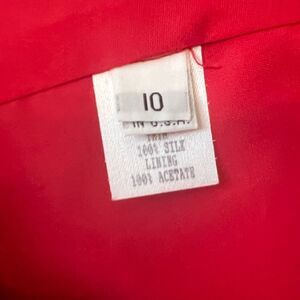 10
IN U.S.A.
100% SILK
LINING
100% ACETATE